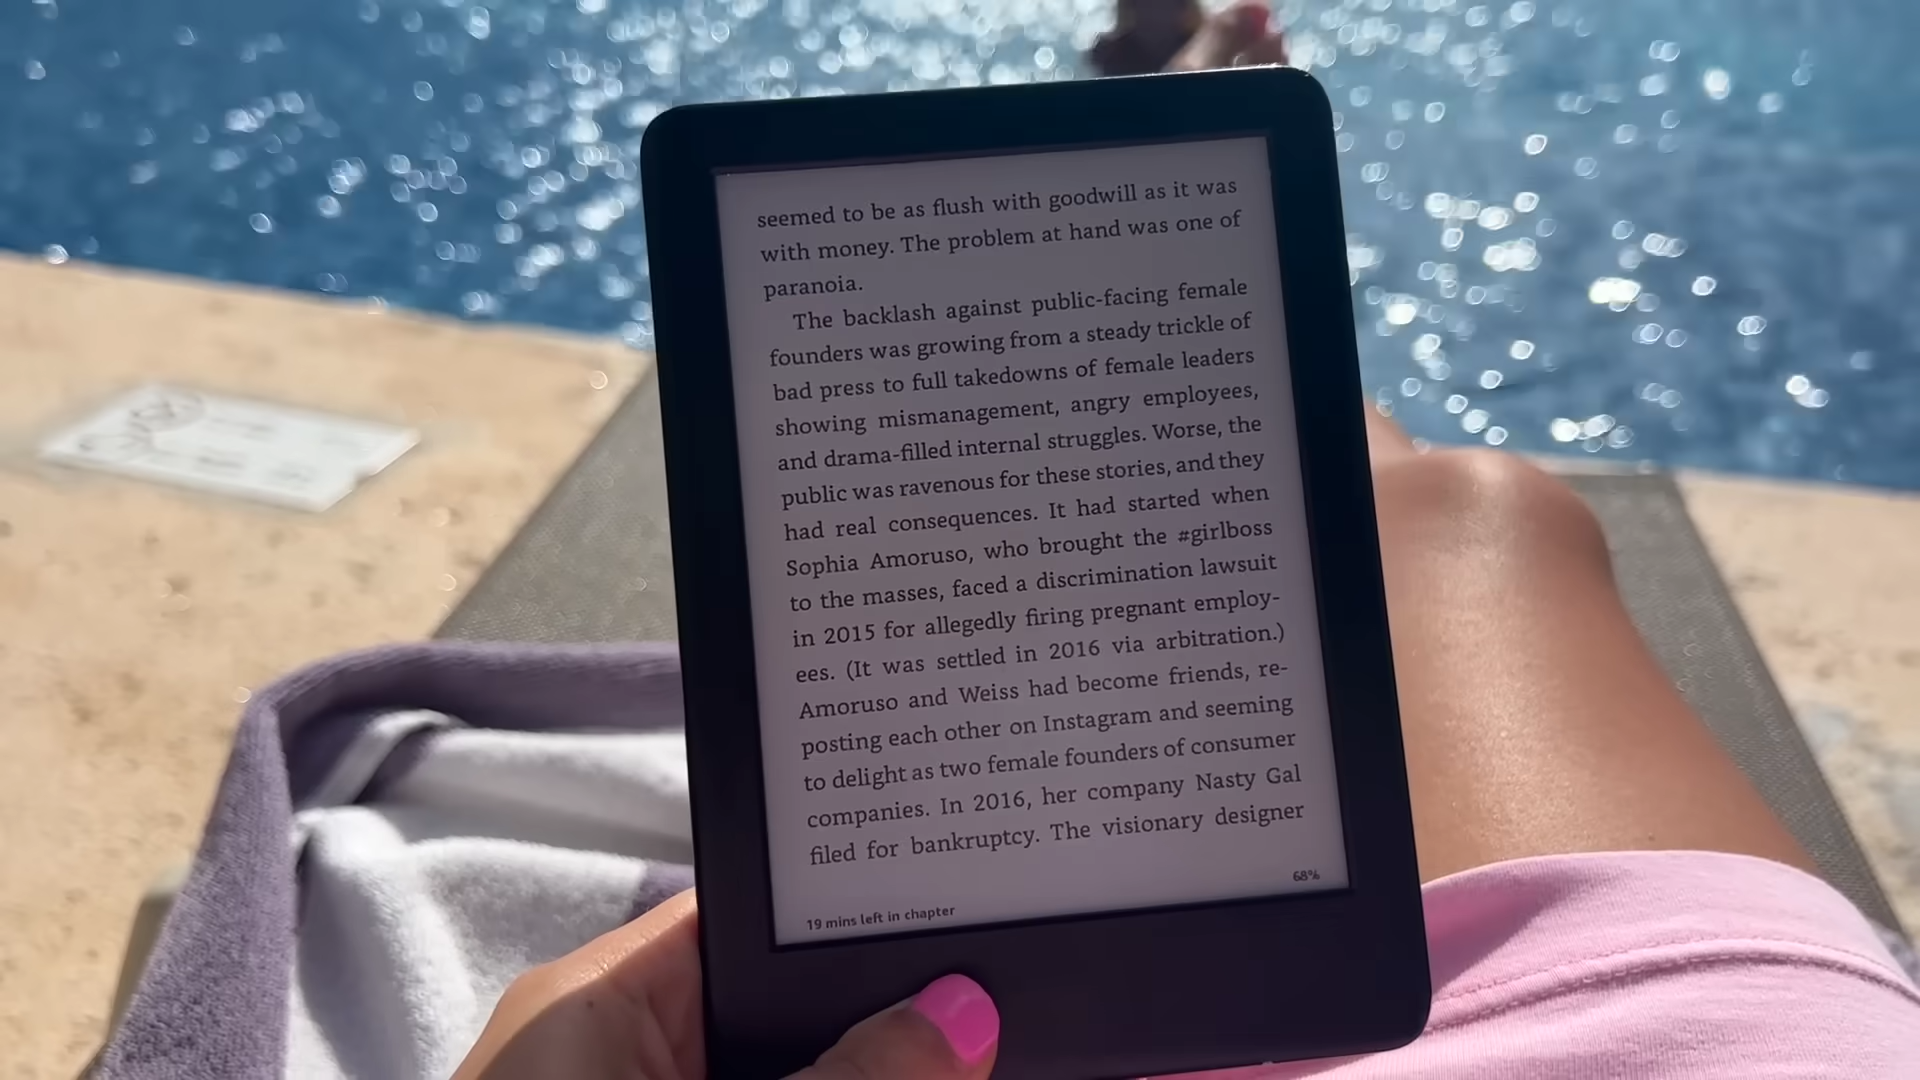 seemed to be as flush with goodwill as it was
with money. The problem at hand was one of
paranoia.
The backlash against public-facing female
founders was growing from a steady trickle of
bad press to full takedowns of female leaders
showing mismanagement, angry employees,
and drama-filled internal struggles. Worse, the
public was ravenous for these stories, and they
had real consequences. It had started when
Sophia Amoruso, who brought the #girlboss
to the masses, faced a discrimination lawsuit
in 2015 for allegedly firing pregnant employ-
ees. (It was settled in 2016 via arbitration.)
Amoruso and Weiss had become friends, re-
posting each other on Instagram and seeming
to delight as two female founders of consumer
companies. In 2016, her company Nasty Gal
filed for bankruptcy. The visionary designer
19 mins left in chapter
68%